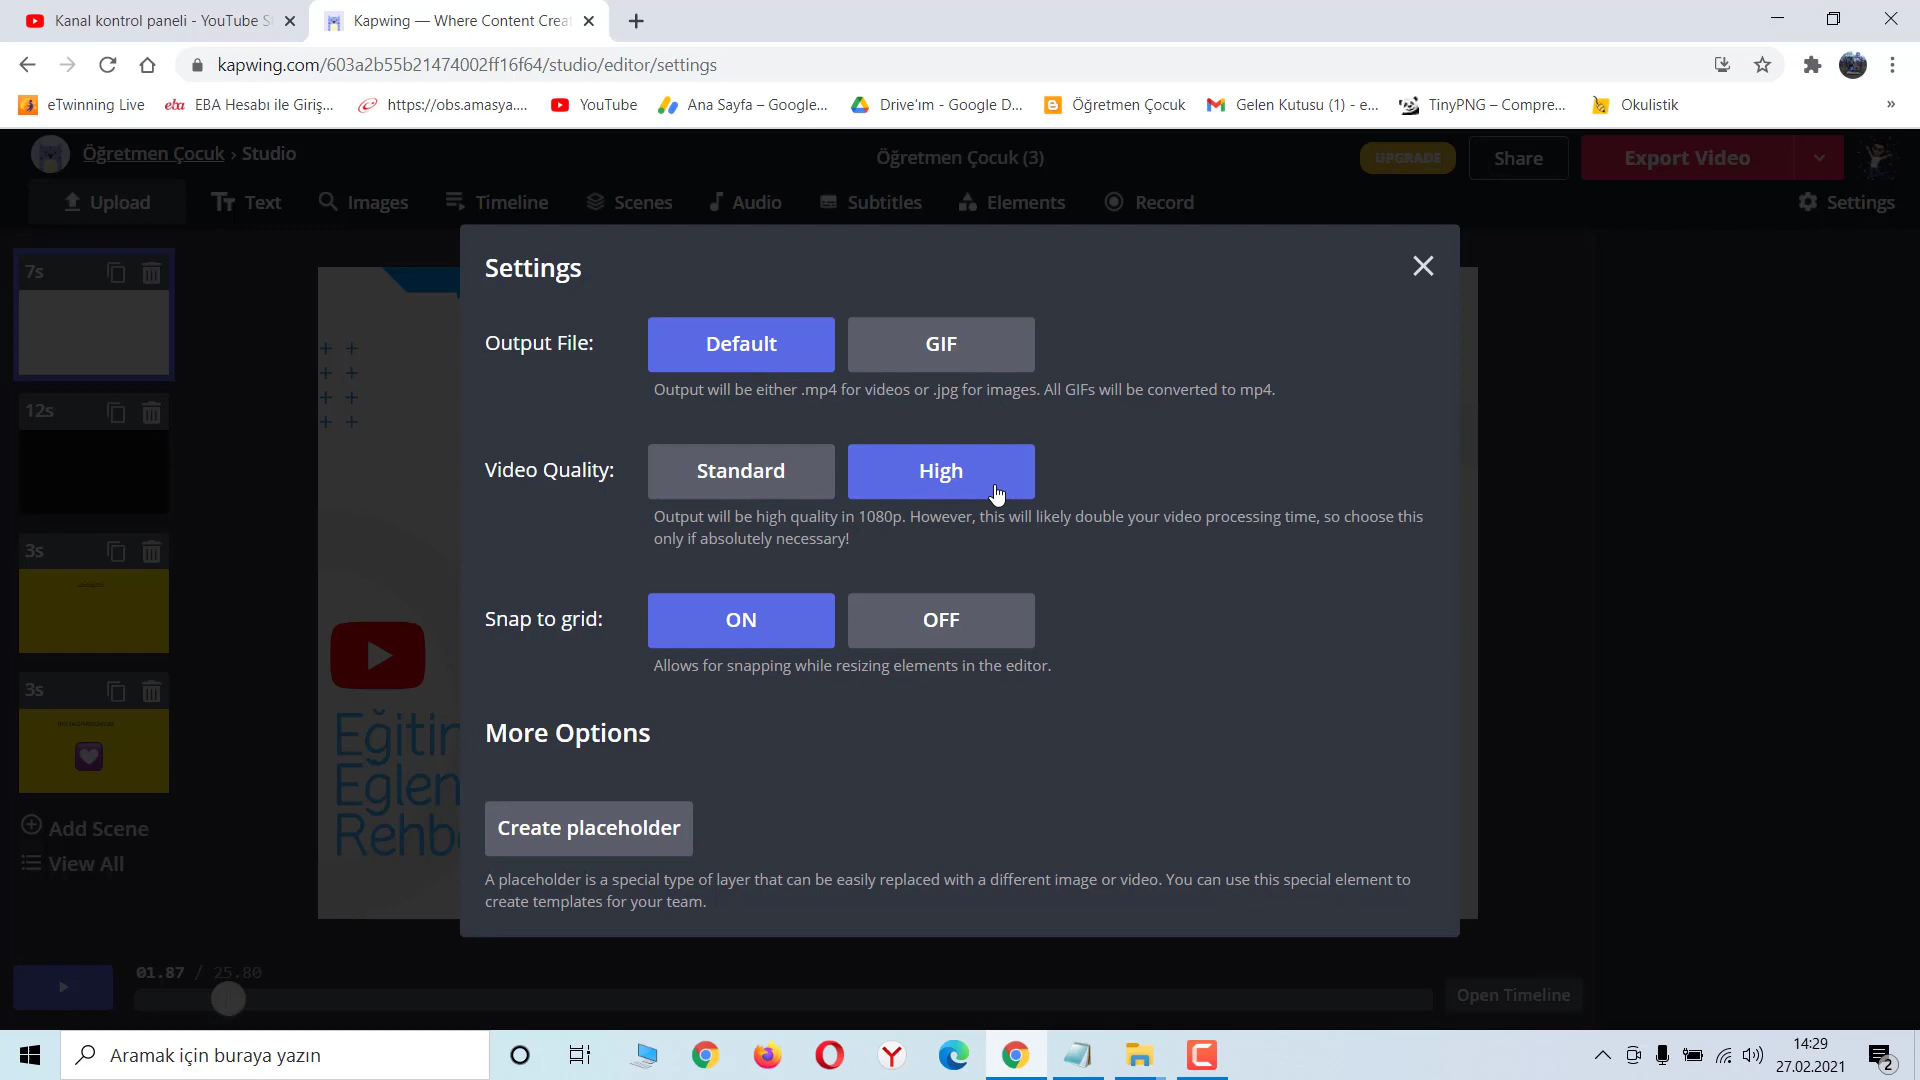 Kanal kontrol paneli - YouTube S
Kapwing — Where Content Crea
kapwing.com/603a2b55b21474002ff16f64/studio/editor/settings
eTwinning Live
eba
EBA Hesabı ile Giriş...
https://obs.amasya....
YouTube
Ana Sayfa – Google...
Drive'ım - Google D...
Öğretmen Çocuk
Gelen Kutusu (1) - e...
TinyPNG – Compre...
Okulistik
»
Öğretmen Çocuk › Studio
Öğretmen Çocuk (3)
UPGRADE
Share
Export Video
Upload
Text
Images
Timeline
Scenes
Audio
Subtitles
Elements
Record
Settings
7s
12s
3s
3s
Add Scene
View All
Eğitin
Eğlen
Rehbe
Settings
Output File:
Default
GIF
Output will be either .mp4 for videos or .jpg for images. All GIFs will be converted to mp4.
Video Quality:
Standard
High
Output will be high quality in 1080p. However, this will likely double your video processing time, so choose this
only if absolutely necessary!
Snap to grid:
ON
OFF
Allows for snapping while resizing elements in the editor.
More Options
Create placeholder
A placeholder is a special type of layer that can be easily replaced with a different image or video. You can use this special element to
create templates for your team.
01.87 / 25.80
Open Timeline
Aramak için buraya yazın
14:29
27.02.2021
2